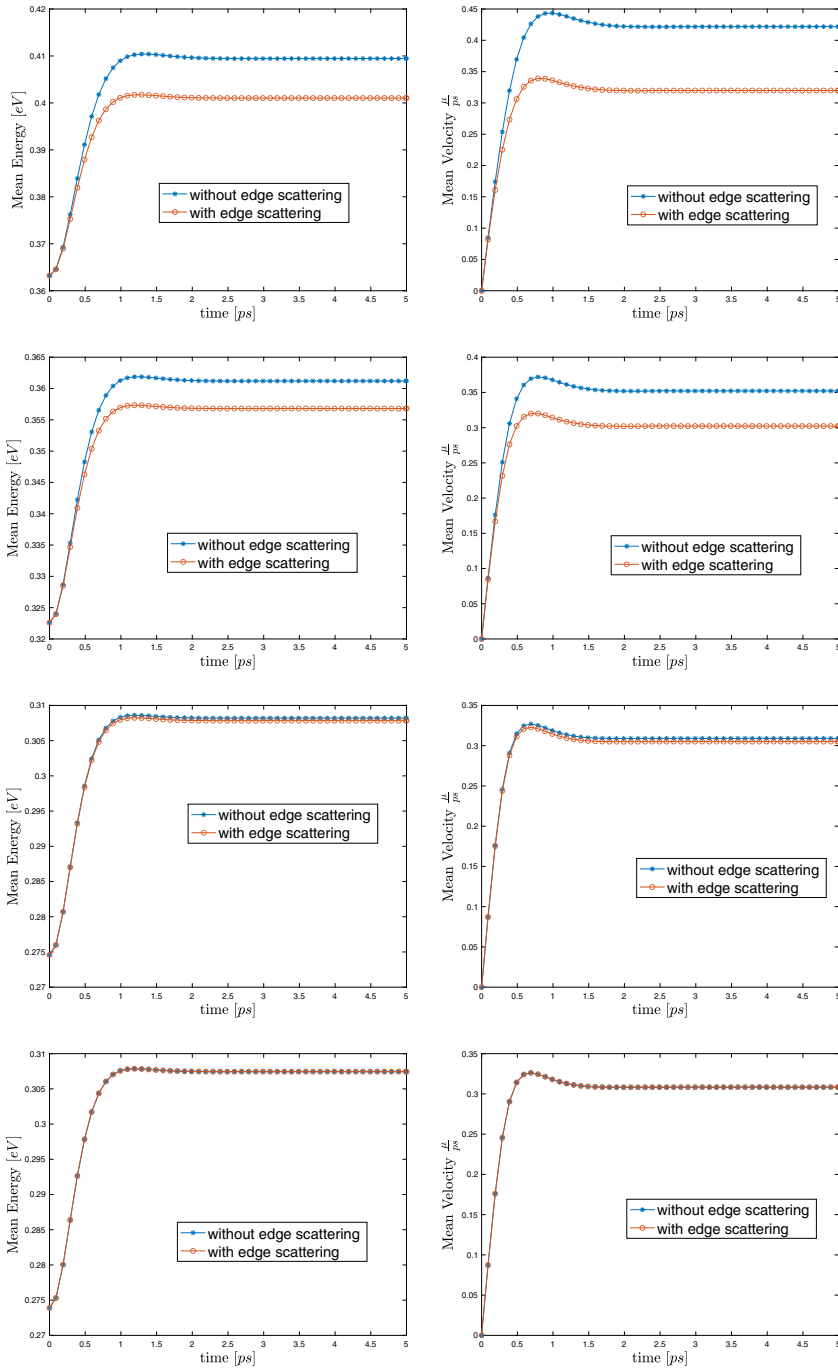 0.42
0.41
0.4
0.39
0.38
0.37
0.36
Mean Energy [eV]
without edge scattering
with edge scattering
0 0.5 1 1.5 2 2.5 3 3.5 4 4.5 5
time [ps]
0.45
0.4
0.35
0.3
0.25
0.2
0.15
0.1
0.05
0
Mean Velocity μ/ps
without edge scattering
with edge scattering
0 0.5 1 1.5 2 2.5 3 3.5 4 4.5 5
time [ps]
0.365
0.36
0.355
0.35
0.345
0.34
0.335
0.33
0.325
0.32
Mean Energy [eV]
without edge scattering
with edge scattering
0 0.5 1 1.5 2 2.5 3 3.5 4 4.5 5
time [ps]
0.4
0.35
0.3
0.25
0.2
0.15
0.1
0.05
0
Mean Velocity μ/ps
without edge scattering
with edge scattering
0 0.5 1 1.5 2 2.5 3 3.5 4 4.5 5
time [ps]
0.31
0.305
0.3
0.295
0.29
0.285
0.28
0.275
0.27
Mean Energy [eV]
without edge scattering
with edge scattering
0 0.5 1 1.5 2 2.5 3 3.5 4 4.5 5
time [ps]
0.35
0.3
0.25
0.2
0.15
0.1
0.05
0
Mean Velocity μ/ps
without edge scattering
with edge scattering
0 0.5 1 1.5 2 2.5 3 3.5 4 4.5 5
time [ps]
0.31
0.305
0.3
0.295
0.29
0.285
0.28
0.275
0.27
Mean Energy [eV]
without edge scattering
with edge scattering
0 0.5 1 1.5 2 2.5 3 3.5 4 4.5 5
time [ps]
0.35
0.3
0.25
0.2
0.15
0.1
0.05
0
Mean Velocity μ/ps
without edge scattering
with edge scattering
0 0.5 1 1.5 2 2.5 3 3.5 4 4.5 5
time [ps]